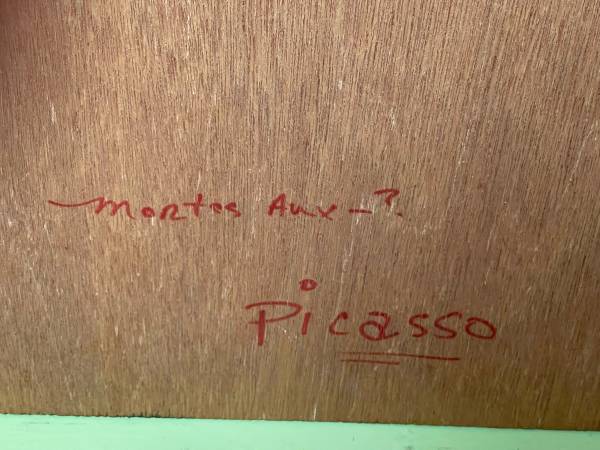 Mortes Aux - ?.
Picasso